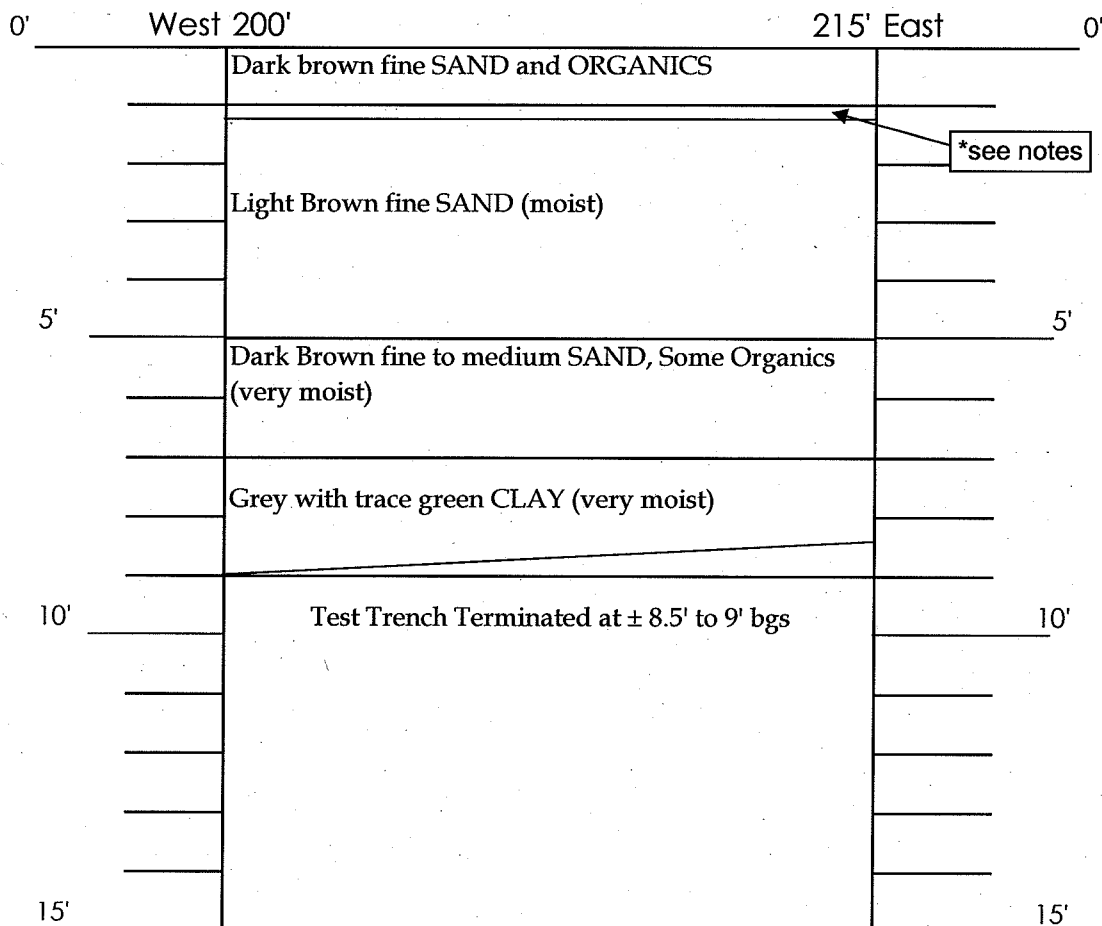 0' West 200' 215' East 0'
Dark brown fine SAND and ORGANICS
*see notes
Light Brown fine SAND (moist)
5' 5'
Dark Brown fine to medium SAND, Some Organics
(very moist)
Grey with trace green CLAY (very moist)
10' Test Trench Terminated at ± 8.5' to 9' bgs 10'
15' 15'